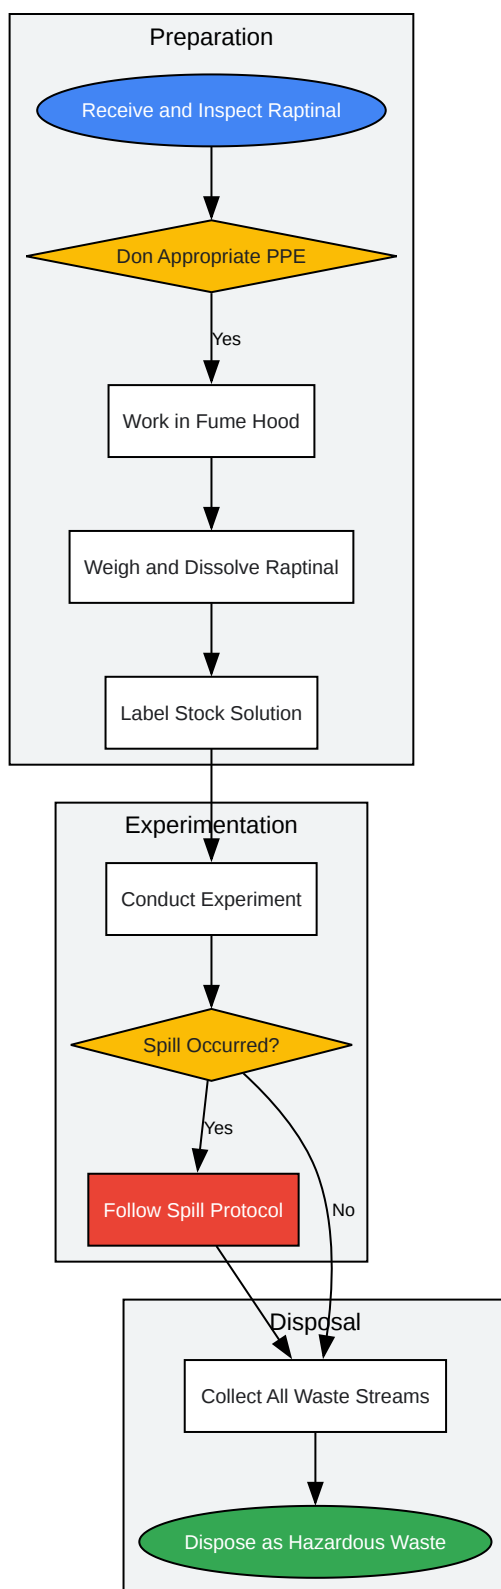 Preparation
Receive and Inspect Raptinal
Don Appropriate PPE
Yes
Work in Fume Hood
Weigh and Dissolve Raptinal
Label Stock Solution
Experimentation
Conduct Experiment
Spill Occurred?
Yes
Follow Spill Protocol
No
Disposal
Collect All Waste Streams
Dispose as Hazardous Waste